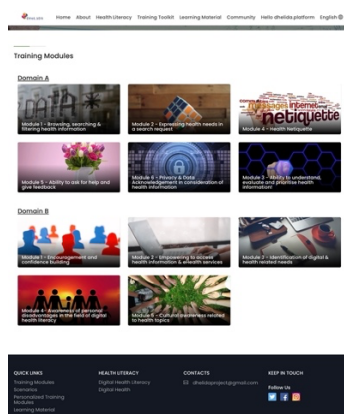 Home About Health Literacy Training Toolkit Learning Material Community Hello dhelida.platform English
Training Modules
Domain A
Module 1 - Browsing, searching &
filtering health information
Module 2 - Expressing health needs in
a search request
messages internet
netiquette
Module 4 - Health Netiquette
Module 5 - Ability to ask for help and
give feedback
Module 6 - Privacy & Data
Acknowledgement in consideration of
health information
Module 3 - Ability to understand,
evaluate and prioritise health
information!
Domain B
Module 1 - Encouragement and
confidence building
Module 2 - Empowering to access
health information & ehealth services
Module 3 - Identification of digital &
health related needs
Module 4 - Awareness of personal
disadvantages in the field of digital
health literacy
Module 5 - Cultural awareness related
to health topics
QUICK LINKS
Training Modules
Scenarios
Personalized Training
Modules
Learning Material
HEALTH LITERACY
Digital Health Literacy
Digital Health
CONTACTS
dhelidaproject@gmail.com
KEEP IN TOUCH
Follow Us